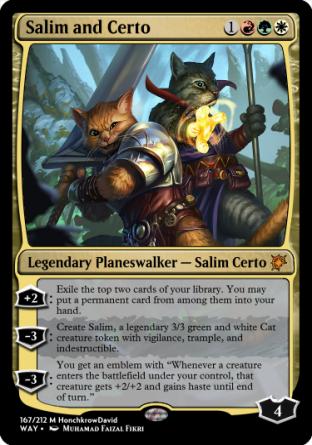 Salim and Certo 1
Legendary Planeswalker — Salim Certo
+2: Exile the top two cards of your library. You may
put a permanent card from among them into your
hand.
-3: Create Salim, a legendary 3/3 green and white Cat
creature token with vigilance, trample, and
indestructible.
-3: You get an emblem with "Whenever a creature
enters the battlefield under your control, that
creature gets +2/+2 and gains haste until end of
turn."
4
167/212 M HonchkrowDavid
WAY • Muhamad Faizal Fikri